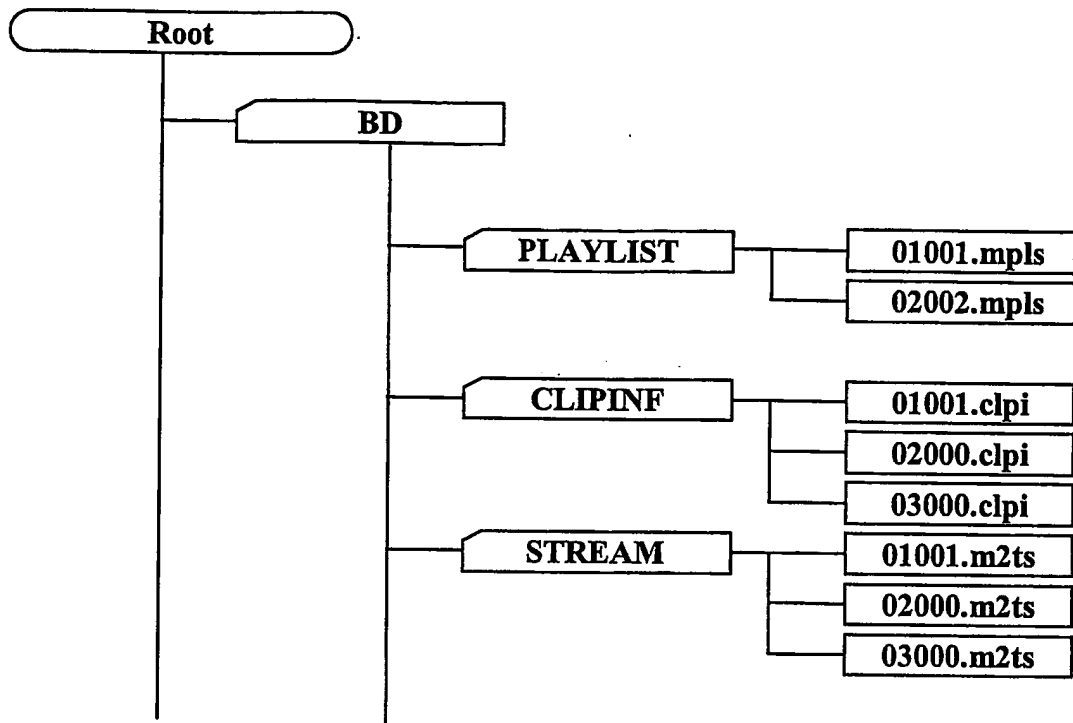 Root
BD
PLAYLIST
01001.mpls
02002.mpls
CLIPINF
01001.clpi
02000.clpi
03000.clpi
STREAM
01001.m2ts
02000.m2ts
03000.m2ts